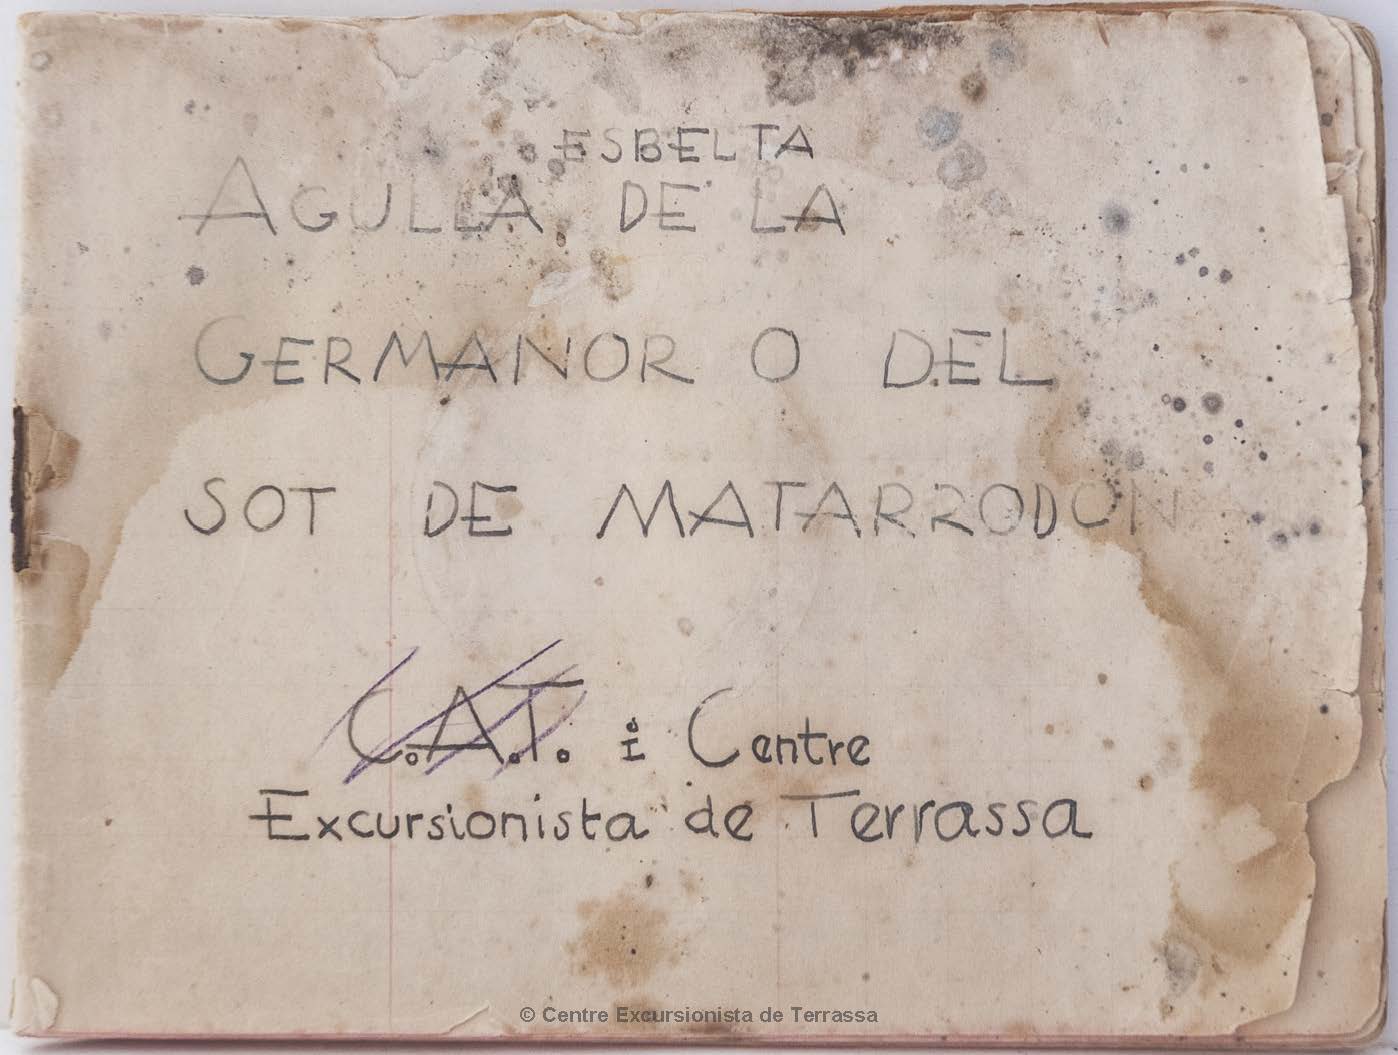 ESBELTA
AGULLA DE LA
GERMANOR O DEL
SOT DE MATARRODON
C.A.T. i Centre
Excursionista de Terrassa
© Centre Excursionista de Terrassa